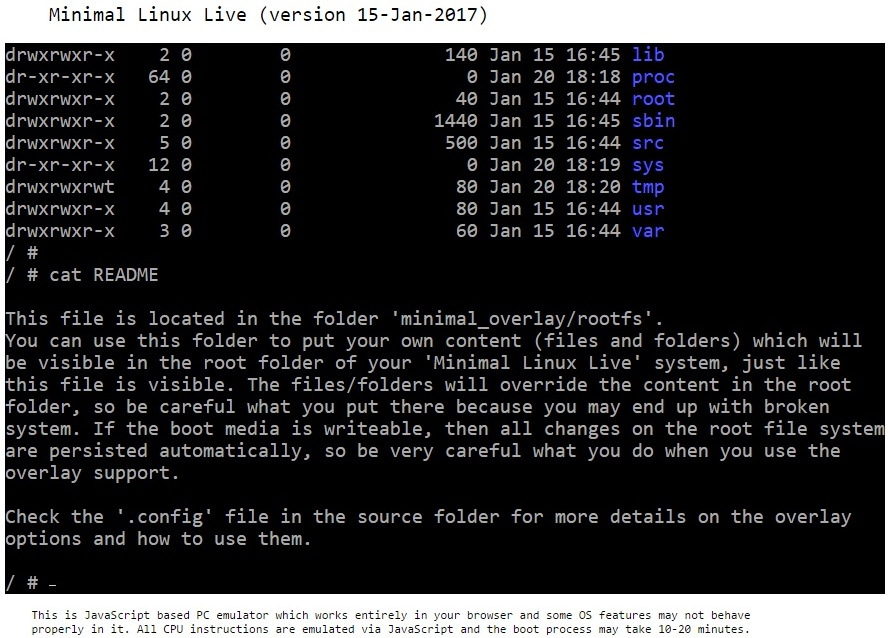 Minimal Linux Live (version 15-Jan-2017)
drwxrwxr-x    2 0        0              140 Jan 15 16:45 lib
dr-xr-xr-x   64 0        0                0 Jan 20 18:18 proc
drwxrwxr-x    2 0        0               40 Jan 15 16:44 root
drwxrwxr-x    2 0        0             1440 Jan 15 16:45 sbin
drwxrwxr-x    5 0        0              500 Jan 15 16:44 src
dr-xr-xr-x   12 0        0                0 Jan 20 18:19 sys
drwxrwxrwt    4 0        0               80 Jan 20 18:20 tmp
drwxrwxr-x    4 0        0               80 Jan 15 16:44 usr
drwxrwxr-x    3 0        0               60 Jan 15 16:44 var
/ #
/ # cat README
This file is located in the folder 'minimal_overlay/rootfs'.
You can use this folder to put your own content (files and folders) which will
be visible in the root folder of your 'Minimal Linux Live' system, just like
this file is visible. The files/folders will override the content in the root
folder, so be careful what you put there because you may end up with broken
system. If the boot media is writeable, then all changes on the root file system
are persisted automatically, so be very careful what you do when you use the
overlay support.
Check the '.config' file in the source folder for more details on the overlay
options and how to use them.
/ # _
This is JavaScript based PC emulator which works entirely in your browser and some OS features may not behave
properly in it. All CPU instructions are emulated via JavaScript and the boot process may take 10-20 minutes.